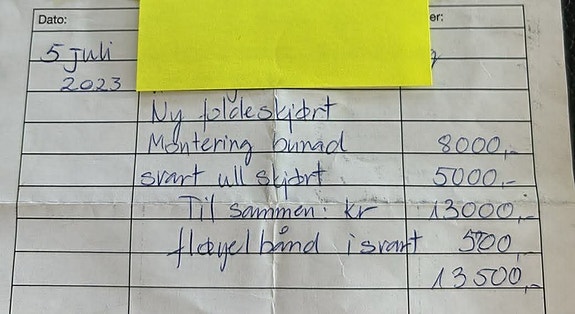 Dato: er:
5 juli
2023
Ny foldeskjørt
Montering bunad 8000,-
svart ull skjørt 5000,-
Til sammen: kr 13000,-
fløyelbånd i svart 500,-
13500,-